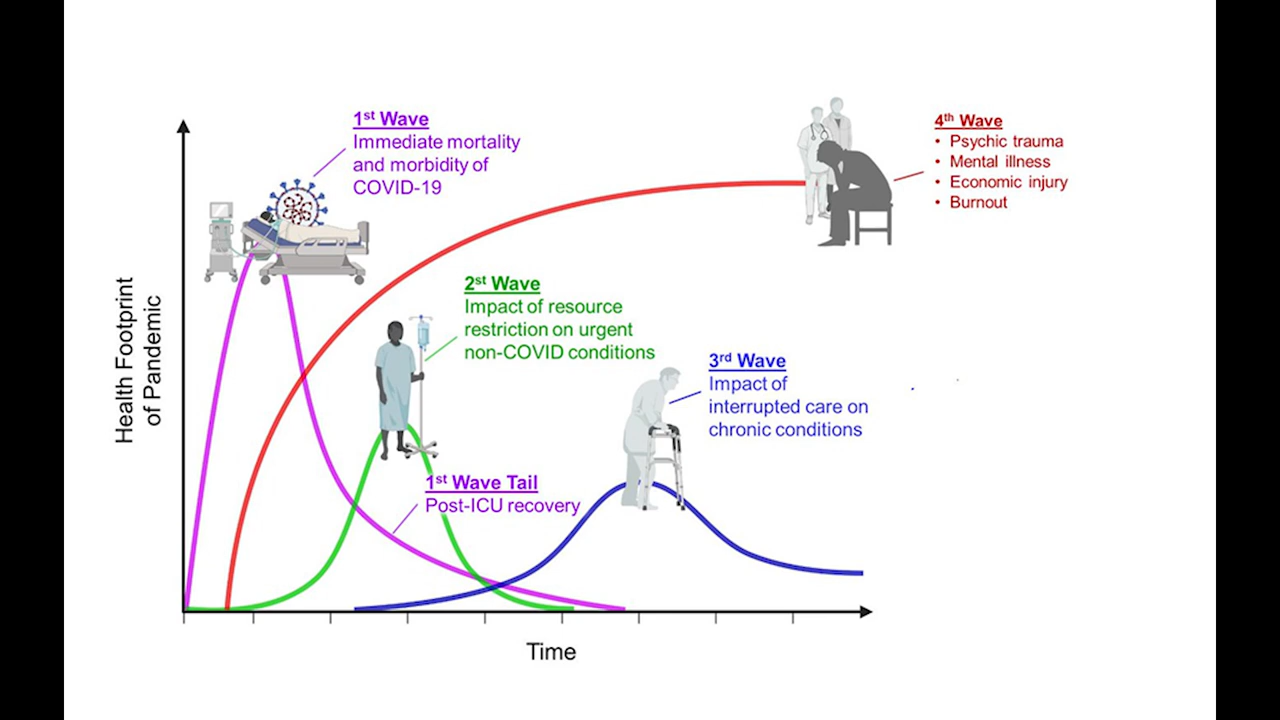 1st Wave
Immediate mortality
and morbidity of
COVID-19
4th Wave
• Psychic trauma
• Mental illness
• Economic injury
• Burnout
2st Wave
Impact of resource
restriction on urgent
non-COVID conditions
3rd Wave
Impact of
interrupted care on
chronic conditions
1st Wave Tail
Post-ICU recovery
Health Footprint
of Pandemic
Time